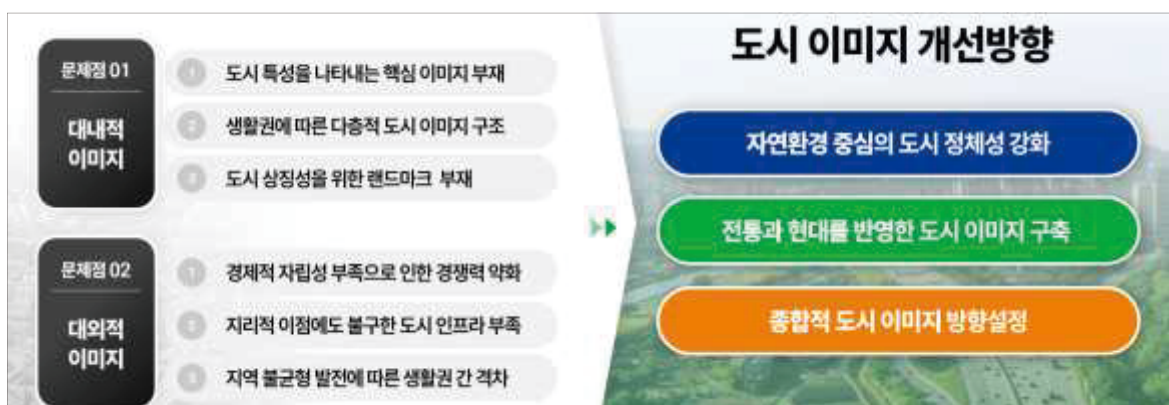 문제점 01
대내적
이미지
1 도시 특성을 나타내는 핵심 이미지 부재
2 생활권에 따른 다층적 도시 이미지 구조
3 도시 상징성을 위한 랜드마크 부재
문제점 02
대외적
이미지
1 경제적 자립성 부족으로 인한 경쟁력 약화
2 지리적 이점에도 불구한 도시 인프라 부족
3 지역 불균형 발전에 따른 생활권 간 격차
도시 이미지 개선방향
자연환경 중심의 도시 정체성 강화
전통과 현대를 반영한 도시 이미지 구축
종합적 도시 이미지 방향설정